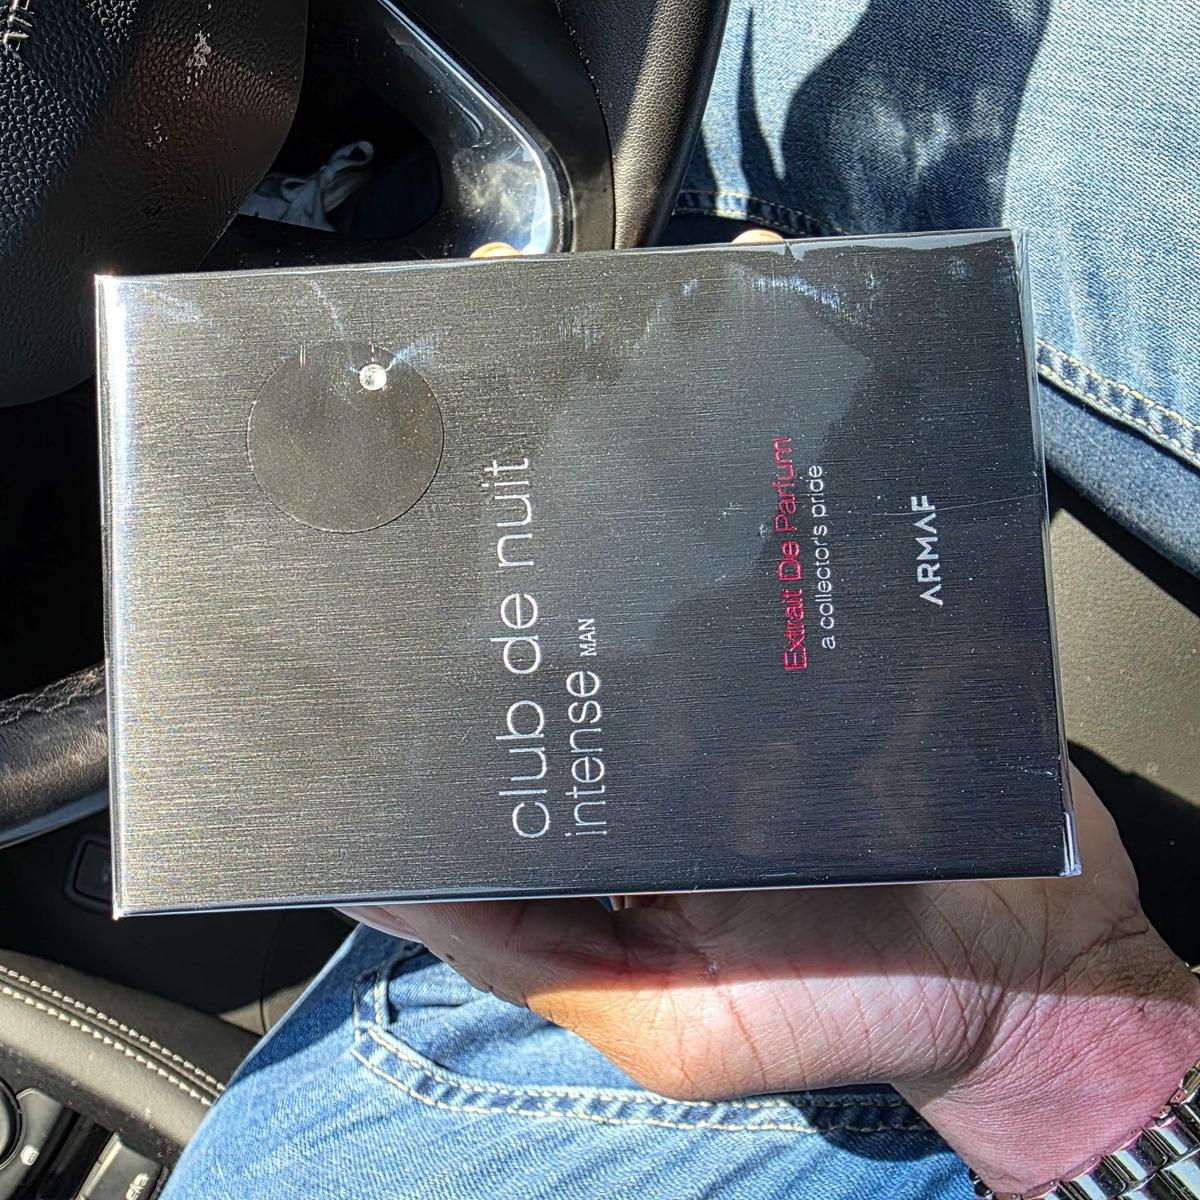 club de nuit
intense MAN
Extrait De Parfum
a collector's pride
ARMAF